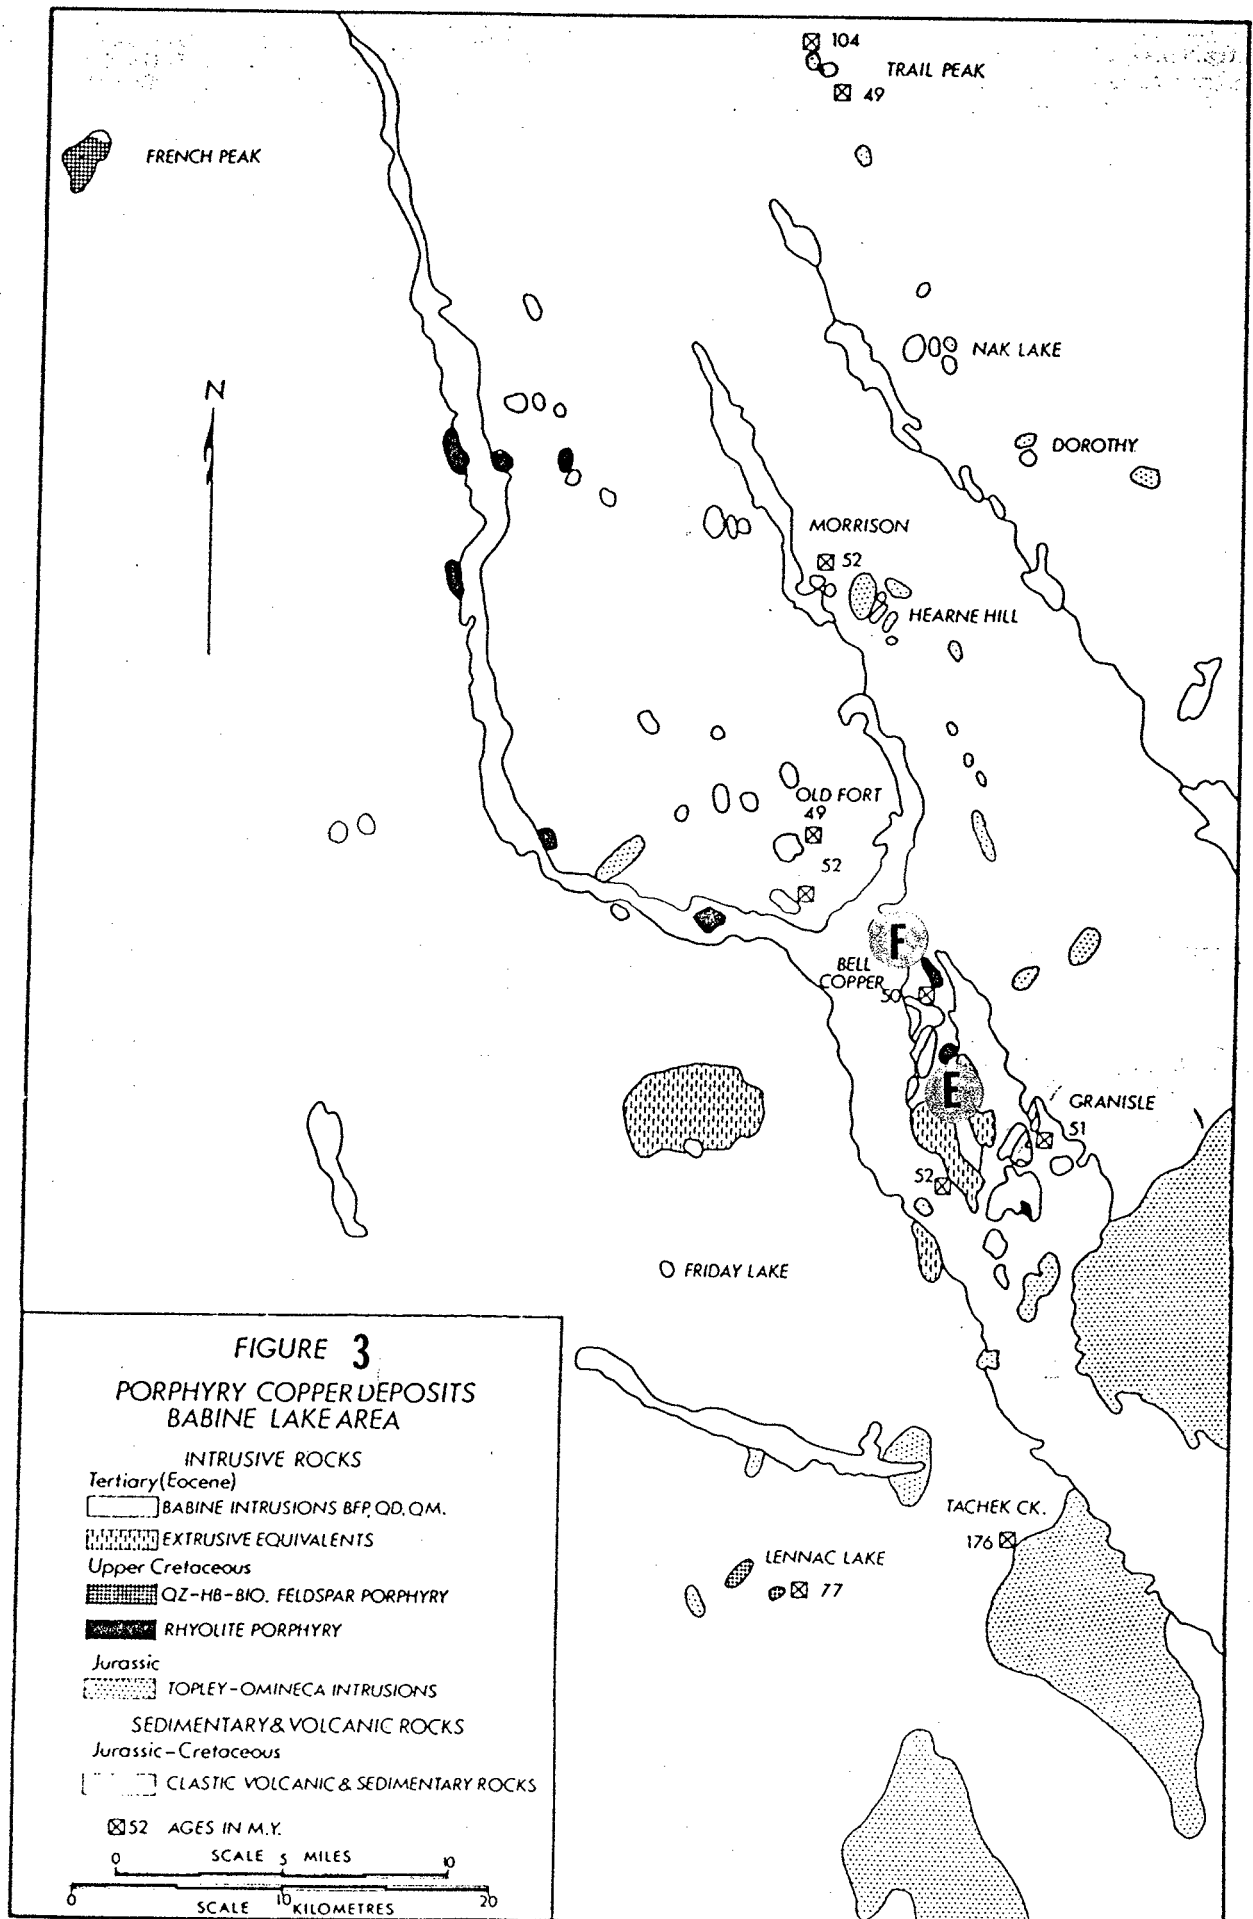 104
TRAIL PEAK
49
FRENCH PEAK
NAK LAKE
N
DOROTHY
MORRISON
52
HEARNE HILL
OLD FORT
49
52
F
BELL
COPPER
50
E
GRANISLE
51
52
FRIDAY LAKE
FIGURE 3
PORPHYRY COPPER DEPOSITS
BABINE LAKE AREA
INTRUSIVE ROCKS
Tertiary (Eocene)
BABINE INTRUSIONS BFP, QD, QM.
EXTRUSIVE EQUIVALENTS
Upper Cretaceous
QZ-HB-BIO. FELDSPAR PORPHYRY
RHYOLITE PORPHYRY
Jurassic
TOPLEY-OMINECA INTRUSIONS
SEDIMENTARY & VOLCANIC ROCKS
Jurassic-Cretaceous
CLASTIC VOLCANIC & SEDIMENTARY ROCKS
52 AGES IN M.Y.
0 SCALE 5 MILES 10
0 10 20
SCALE KILOMETRES
TACHEK CK.
176
LENNAC LAKE
77